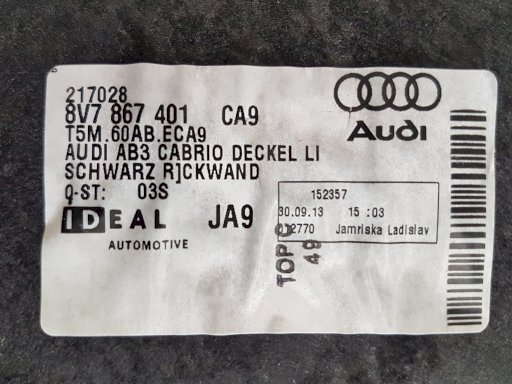 217028
8V7 867 401 CA9
T5M.60AB.ECA9
AUDI AB3 CABRIO DECKEL LI
SCHWARZ R]CKWAND
Q-ST: 03S
IDEAL JA9
AUTOMOTIVE
Audi
152357
30.09.13 15:03
2770 Jamriska Ladislav
TOP
49